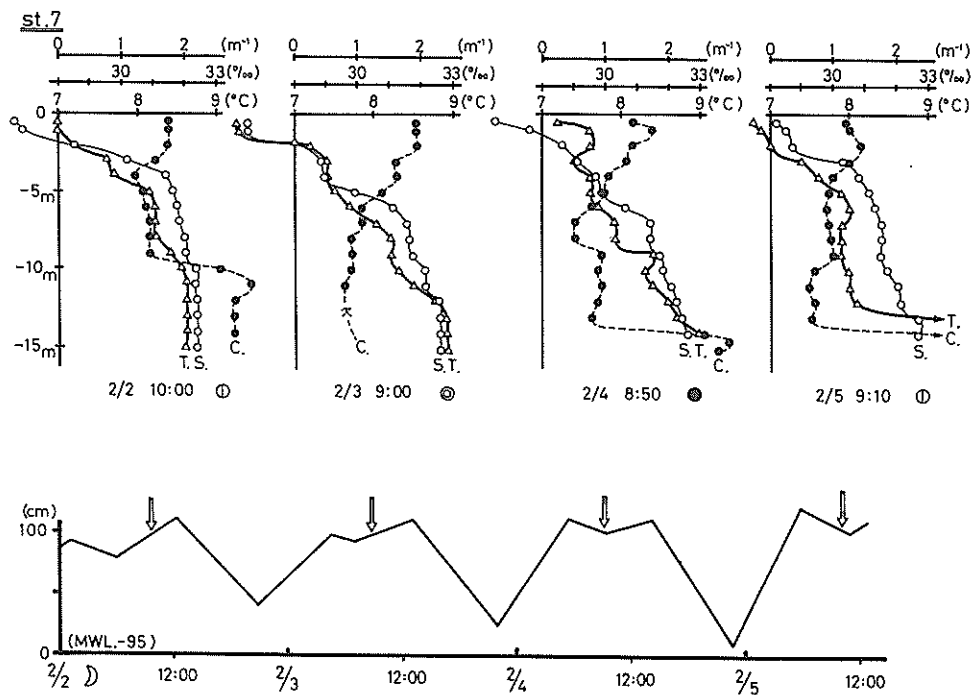 st.7
0 1 2 (m⁻¹) 0 1 2 (m⁻¹) 0 1 2 (m⁻¹) 0 1 2 (m⁻¹)
30 33 (‰) 30 33 (‰) 30 33 (‰) 30 33 (‰)
7 8 9 (°C) 7 8 9 (°C) 7 8 9 (°C) 7 8 9 (°C)
0
-5m
-10m
-15m
T. S. C. C. S. T. S. T. C. S. T. C.
2/2 10:00 2/3 9:00 2/4 8:50 2/5 9:10
(cm)
100
0
(MWL.-95)
2/2 12:00 2/3 12:00 2/4 12:00 2/5 12:00